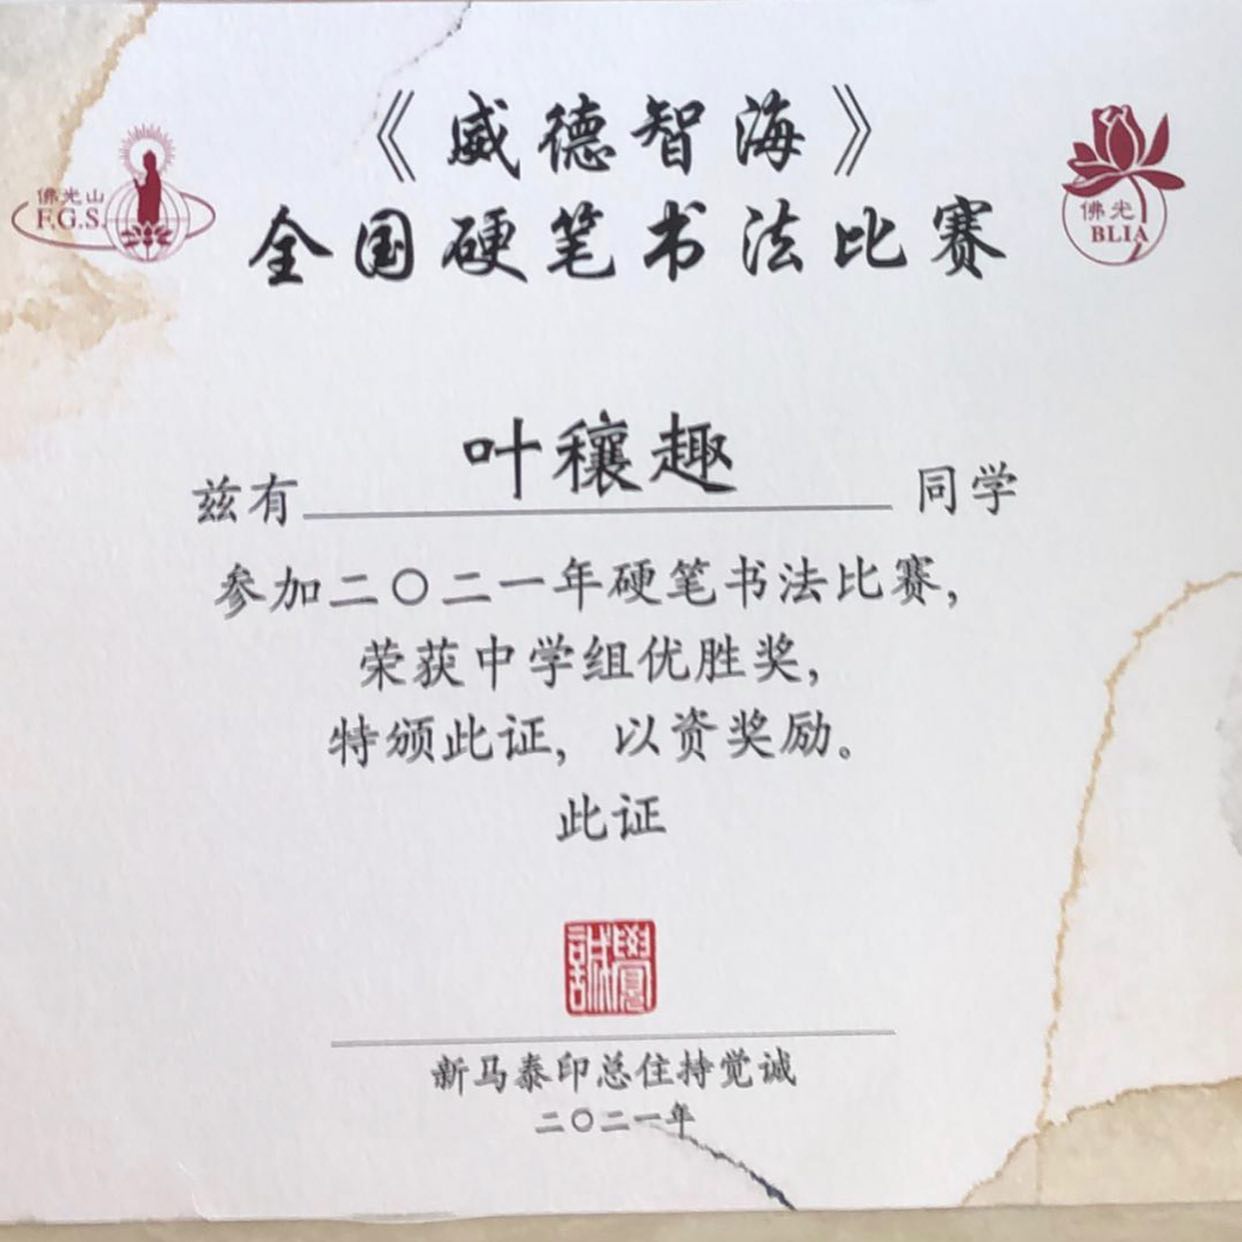 《威德智海》
全国硬笔书法比赛
佛光山
F.G.S.
佛光
BLIA
兹有 叶穰趣 同学
参加二〇二一年硬笔书法比赛，
荣获中学组优胜奖，
特颁此证，以资奖励。
此证
覺誠
新马泰印总住持觉诚
二〇二一年